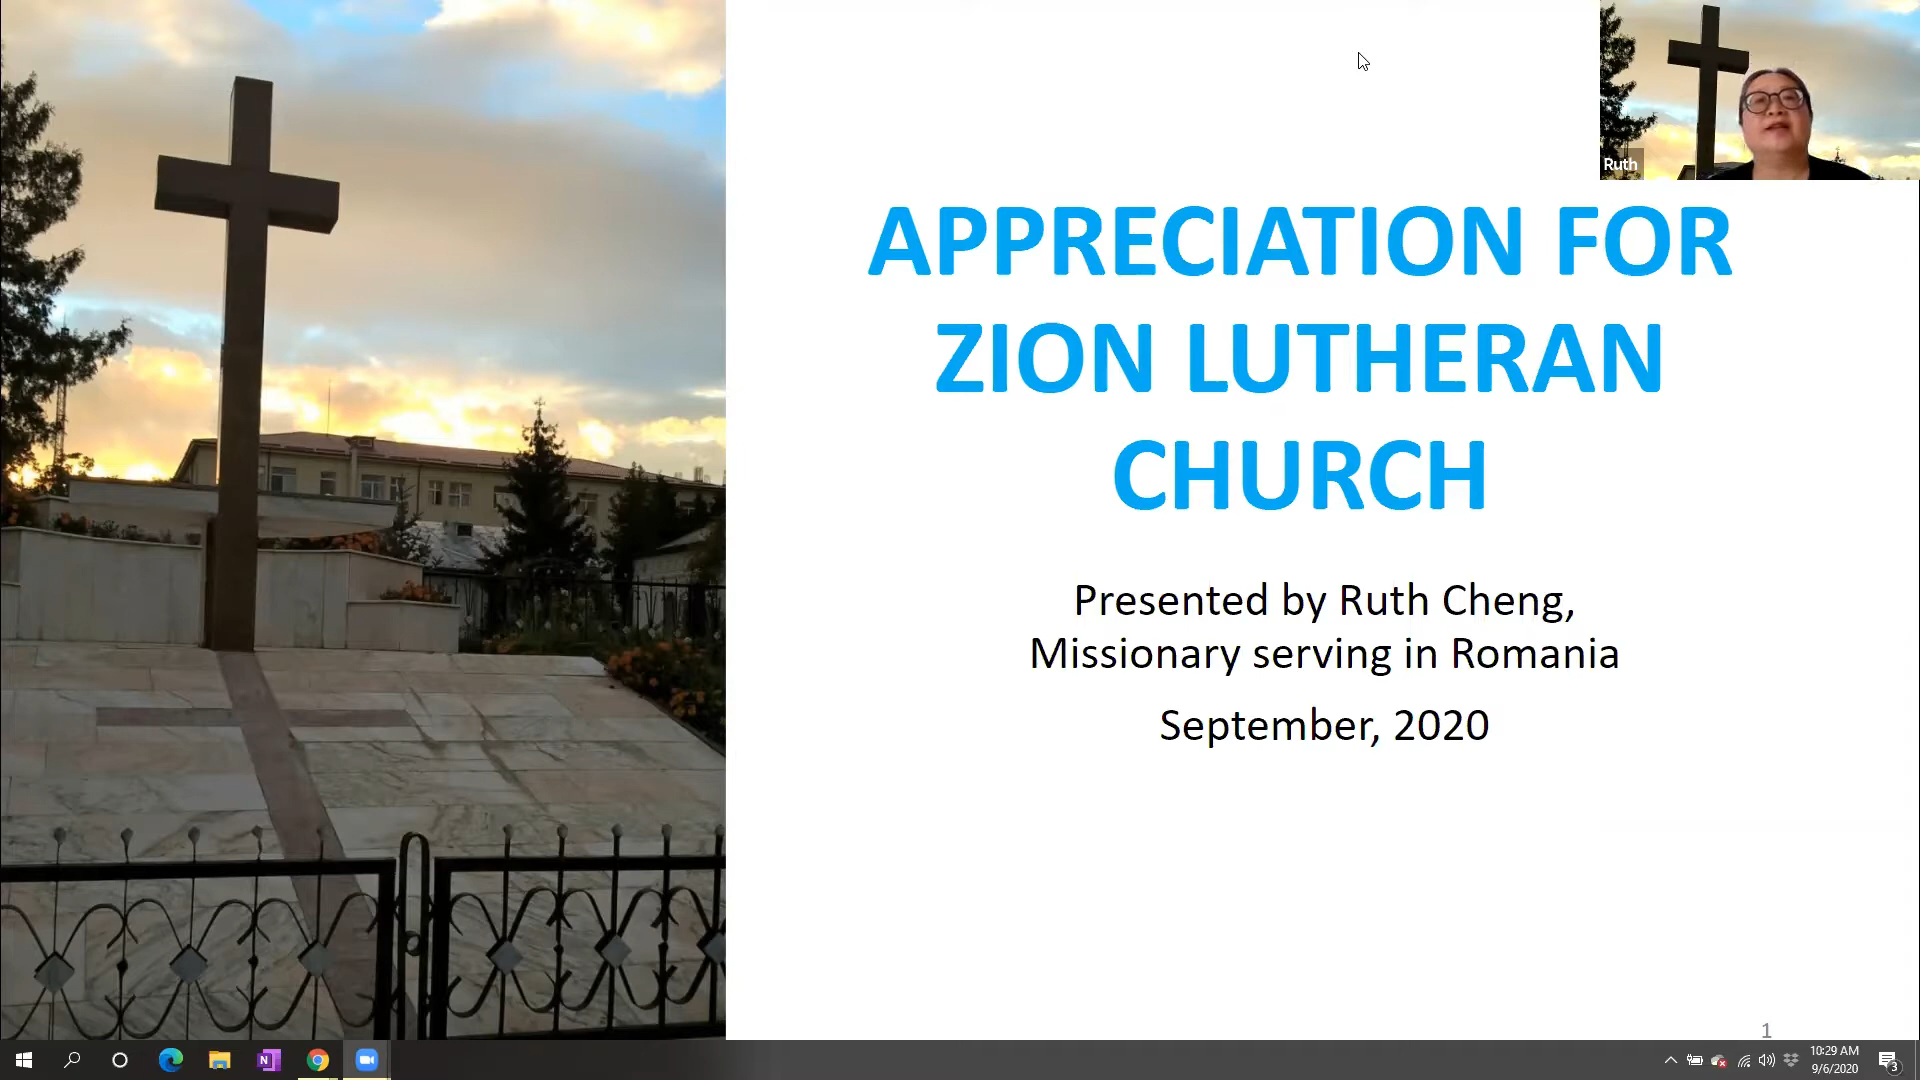 Ruth
APPRECIATION FOR
ZION LUTHERAN
CHURCH
Presented by Ruth Cheng,
Missionary serving in Romania
September, 2020
1
N
10:29 AM
9/6/2020
3